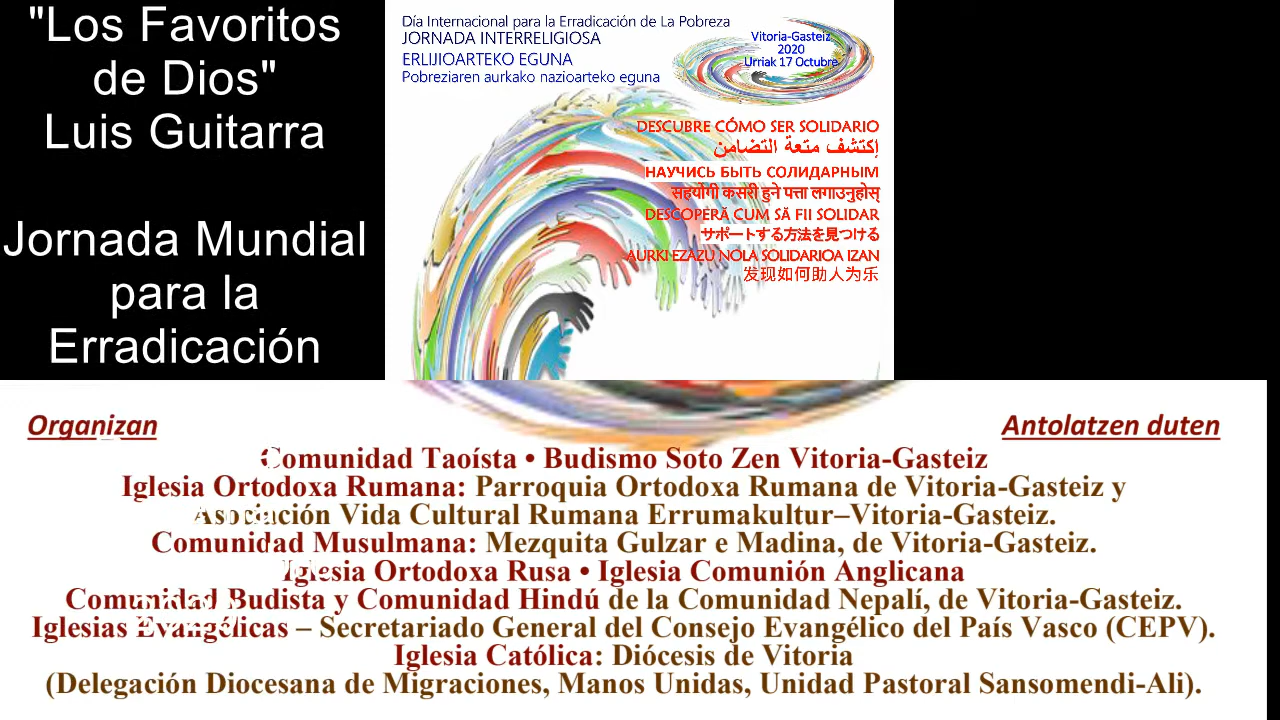 "Los Favoritos
de Dios"
Luis Guitarra
Jornada Mundial
para la
Erradicación
Día Internacional para la Erradicación de La Pobreza
JORNADA INTERRELIGIOSA
ERLIJIOARTEKO EGUNA
Pobreziaren aurkako nazioarteko eguna
Vitoria-Gasteiz
2020
Urriak 17 Octubre
DESCUBRE CÓMO SER SOLIDARIO
إكتشف متعة التضامن
НАУЧИСЬ БЫТЬ СОЛИДАРНЫМ
सहयोगी कसरी हुने पत्ता लगाउनुहोस्
DESCOPERĂ CUM SĂ FII SOLIDAR
サポートする方法を見つける
AURKI EZAZU NOLA SOLIDARIOA IZAN
发现如何助人为乐
Organizan
Antolatzen duten
Comunidad Taoísta • Budismo Soto Zen Vitoria-Gasteiz
Iglesia Ortodoxa Rumana: Parroquia Ortodoxa Rumana de Vitoria-Gasteiz y
Asociación Vida Cultural Rumana Errumakultur–Vitoria-Gasteiz.
Comunidad Musulmana: Mezquita Gulzar e Madina, de Vitoria-Gasteiz.
Iglesia Ortodoxa Rusa • Iglesia Comunión Anglicana
Comunidad Budista y Comunidad Hindú de la Comunidad Nepalí, de Vitoria-Gasteiz.
Iglesias Evangélicas – Secretariado General del Consejo Evangélico del País Vasco (CEPV).
Iglesia Católica: Diócesis de Vitoria
(Delegación Diocesana de Migraciones, Manos Unidas, Unidad Pastoral Sansomendi-Ali).